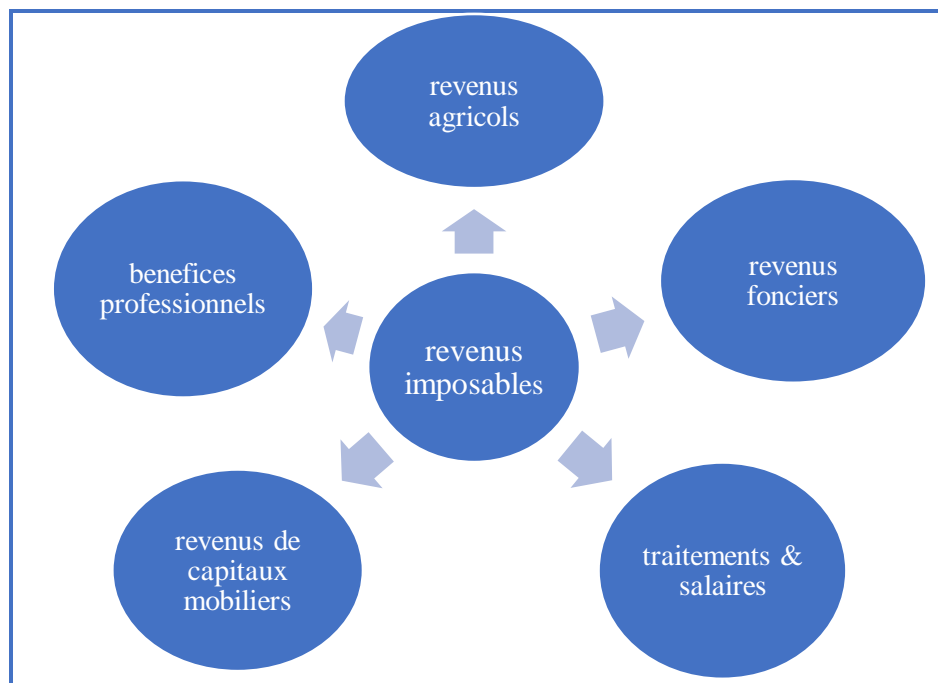 revenus
agricols
benefices
professionnels
revenus
fonciers
revenus
imposables
revenus de
capitaux
mobiliers
traitements &
salaires